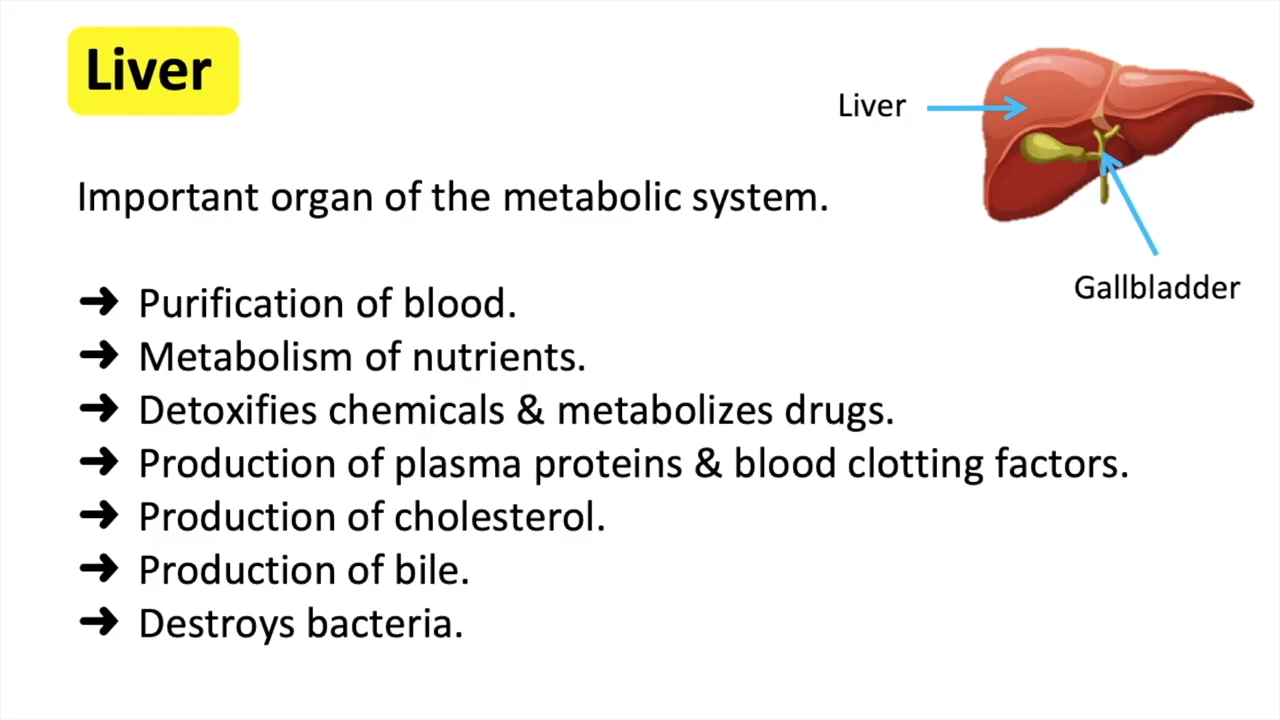 Liver
Liver
Important organ of the metabolic system.
Gallbladder
➜ Purification of blood.
➜ Metabolism of nutrients.
➜ Detoxifies chemicals & metabolizes drugs.
➜ Production of plasma proteins & blood clotting factors.
➜ Production of cholesterol.
➜ Production of bile.
➜ Destroys bacteria.